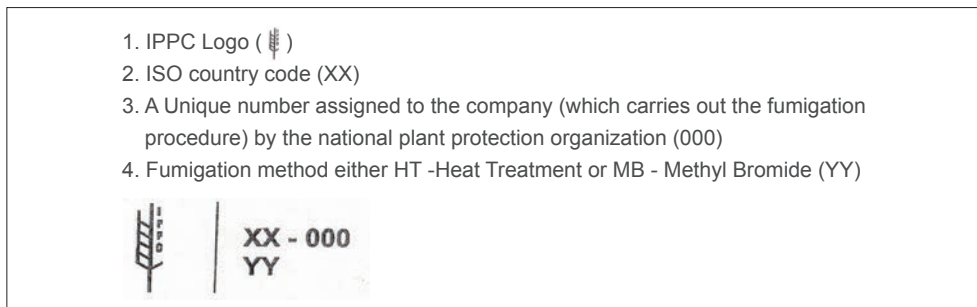 1. IPPC Logo ( )
2. ISO country code (XX)
3. A Unique number assigned to the company (which carries out the fumigation
procedure) by the national plant protection organization (000)
4. Fumigation method either HT -Heat Treatment or MB - Methyl Bromide (YY)
IPPC
XX - 000
YY